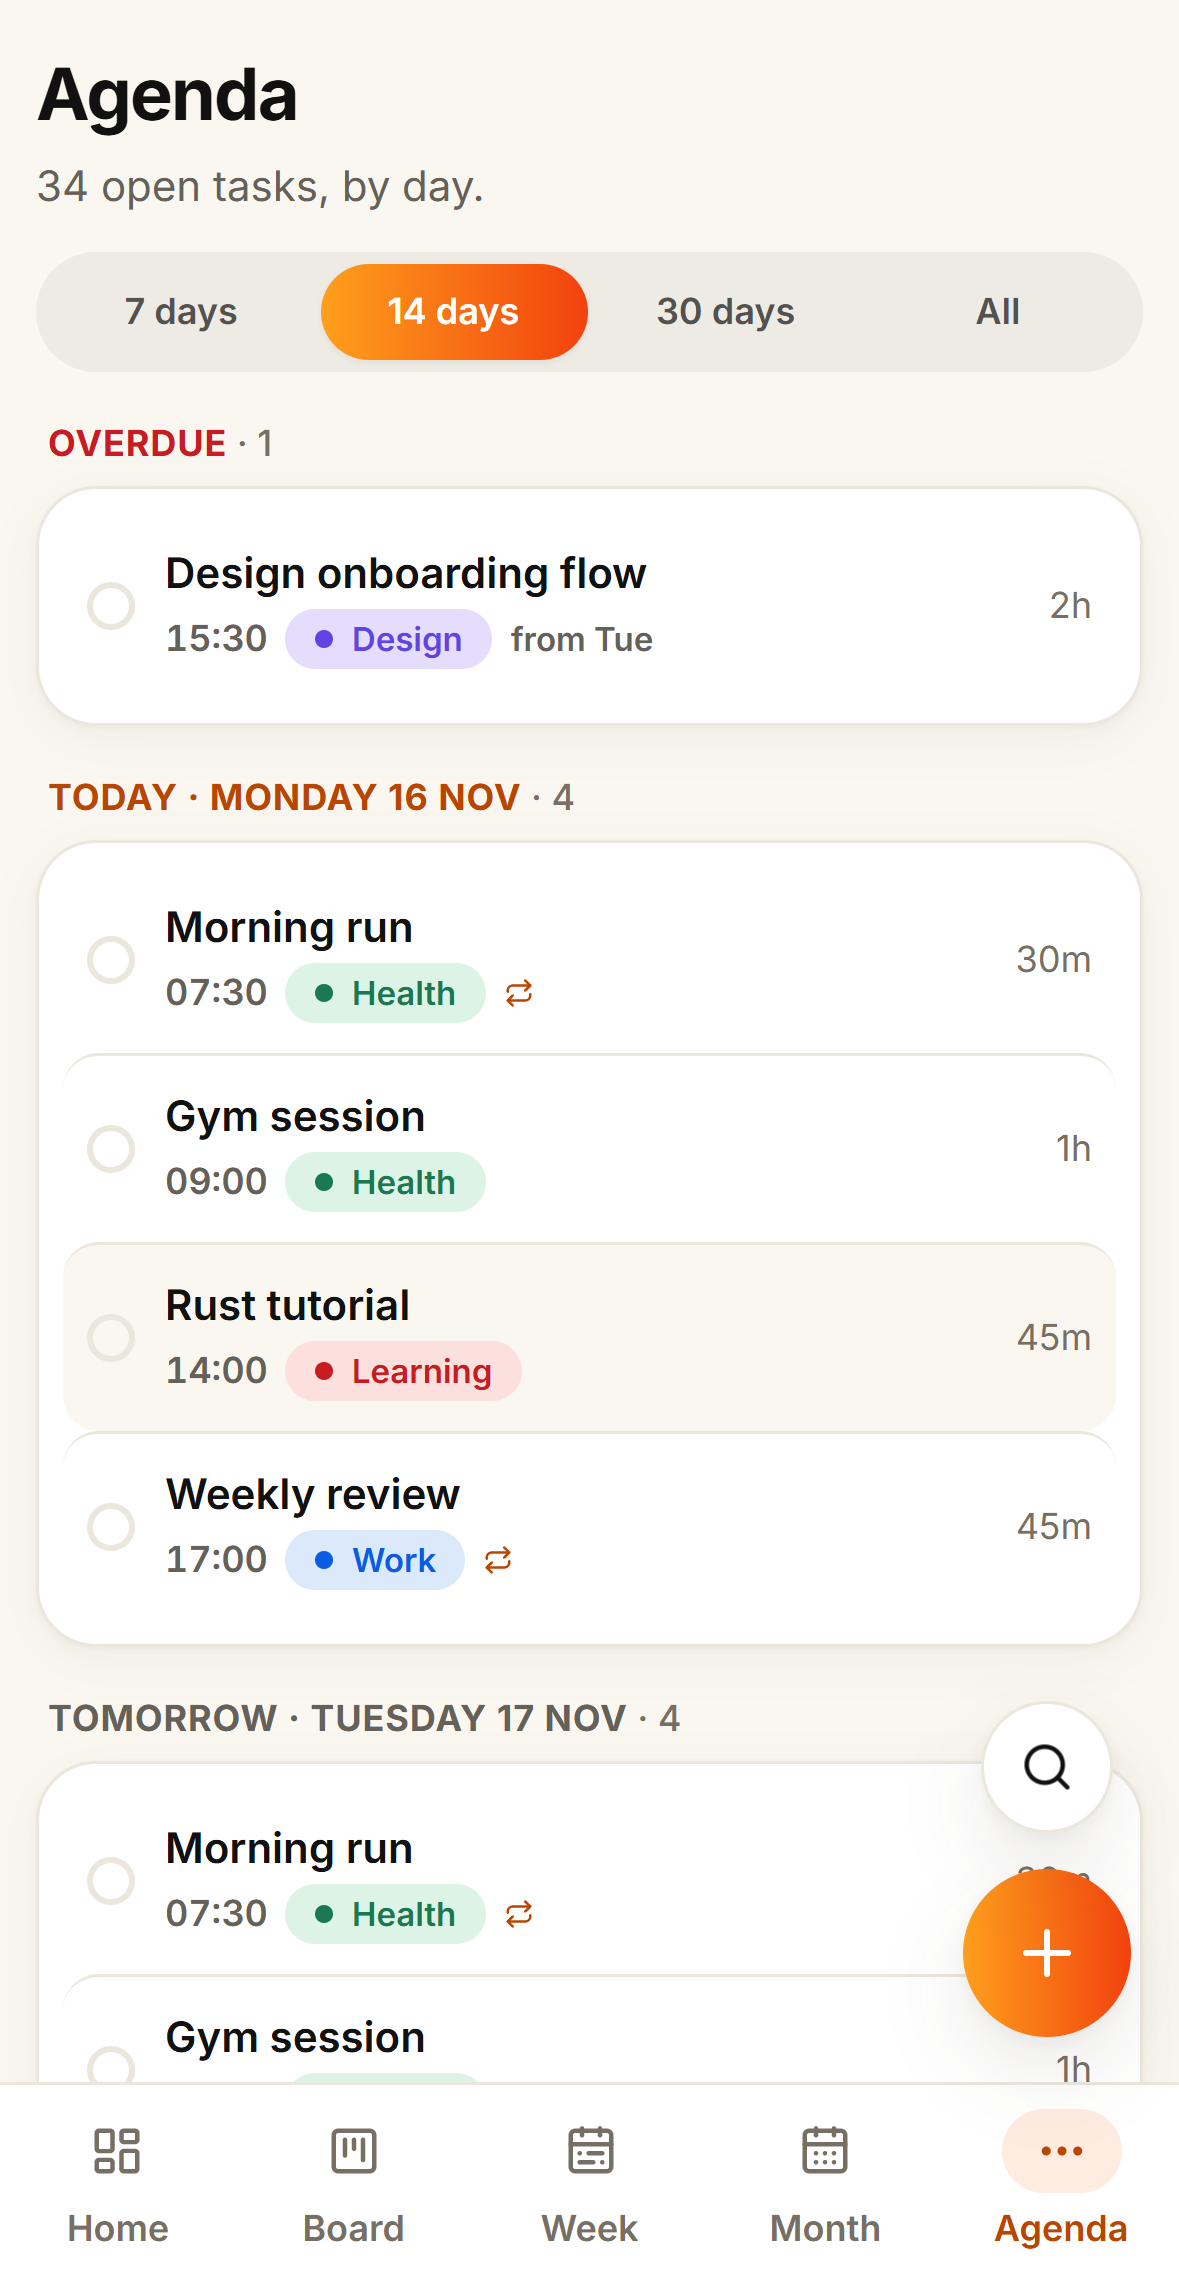 Agenda
34 open tasks, by day.
7 days 14 days 30 days All
OVERDUE · 1
Design onboarding flow
15:30 Design from Tue 2h
TODAY · MONDAY 16 NOV · 4
Morning run
07:30 Health 30m
Gym session
09:00 Health 1h
Rust tutorial
14:00 Learning 45m
Weekly review
17:00 Work 45m
TOMORROW · TUESDAY 17 NOV · 4
Morning run
07:30 Health
Gym session
1h
Home Board Week Month Agenda